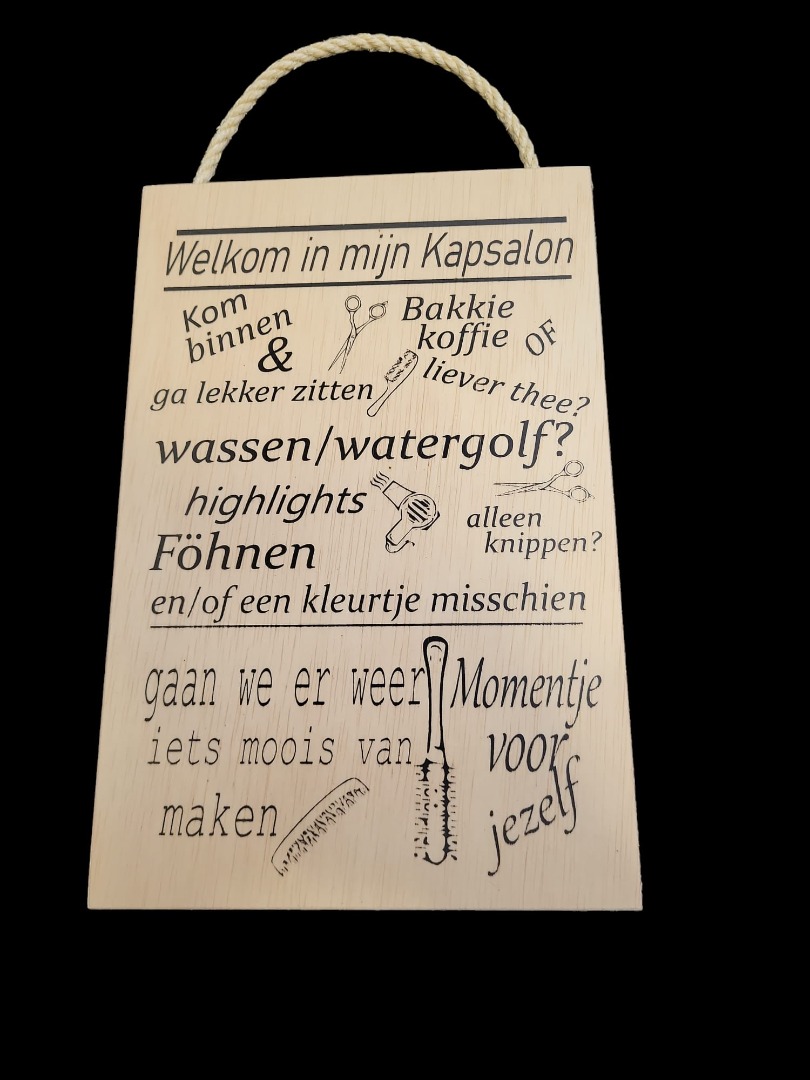 Welkom in mijn Kapsalon
Kom
binnen
&
ga lekker zitten
Bakkie
koffie
OF
liever thee?
wassen/watergolf?
highlights
alleen
knippen?
Föhnen
en/of een kleurtje misschien
gaan we er weer
iets moois van
maken
Momentje
voor
jezelf